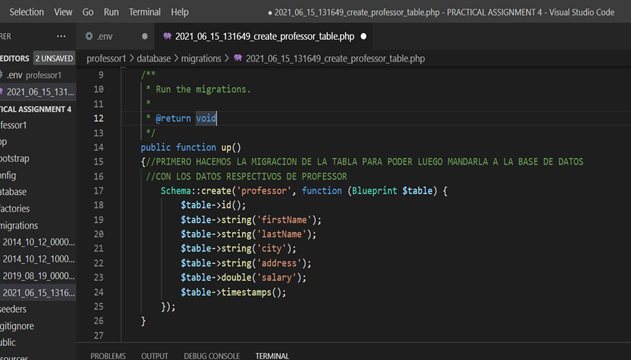 Selection View Go Run Terminal Help
● 2021_06_15_131649_create_professor_table.php - PRACTICAL ASSIGNMENT 4 - Visual Studio Code
RER ···
.env ●
2021_06_15_131649_create_professor_table.php ●
EDITORS 2 UNSAVED
professor1 > database > migrations > 2021_06_15_131649_create_professor_table.php
.env professor1
2021_06_15_131...
TICAL ASSIGNMENT 4
fessor1
pp
ootstrap
onfig
atabase
factories
migrations
2014_10_12_0000...
2014_10_12_1000...
2019_08_19_0000...
2021_06_15_1316...
seeders
gitignore
ublic
esources
9 /**
10 * Run the migrations.
11 *
12 * @return void
13 */
14 public function up()
15 {//PRIMERO HACEMOS LA MIGRACION DE LA TABLA PARA PODER LUEGO MANDARLA A LA BASE DE DATOS
16 //CON LOS DATOS RESPECTIVOS DE PROFESSOR
17 Schema::create('professor', function (Blueprint $table) {
18 $table->id();
19 $table->string('firstName');
20 $table->string('lastName');
21 $table->string('city');
22 $table->string('address');
23 $table->double('salary');
24 $table->timestamps();
25 });
26 }
27
PROBLEMS OUTPUT DEBUG CONSOLE TERMINAL